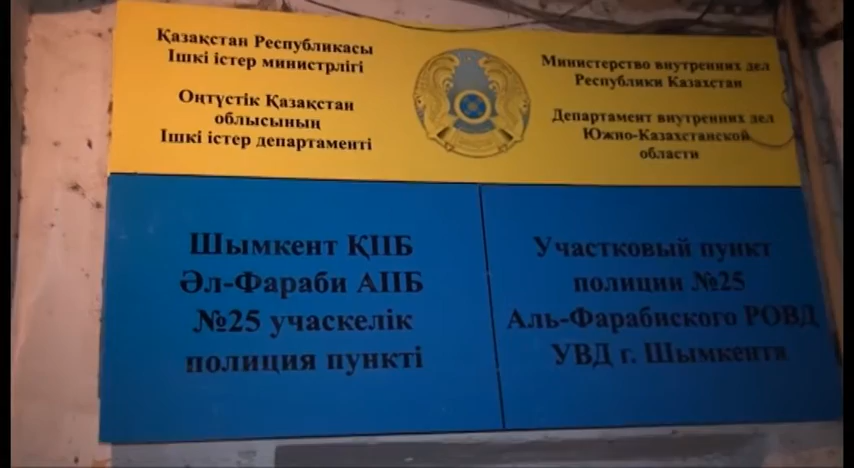 Қазақстан Республикасы
Ішкі істер министрлігі
Оңтүстік Қазақстан
облысының
Ішкі істер департаменті
Министерство внутренних дел
Республики Казахстан
Департамент внутренних дел
Южно-Казахстанской
области
Шымкент ҚІІБ
Әл-Фараби АІІБ
№25 учаскелік
полиция пункті
Участковый пункт
полиции №25
Аль-Фарабиского РОВД
УВД г. Шымкента